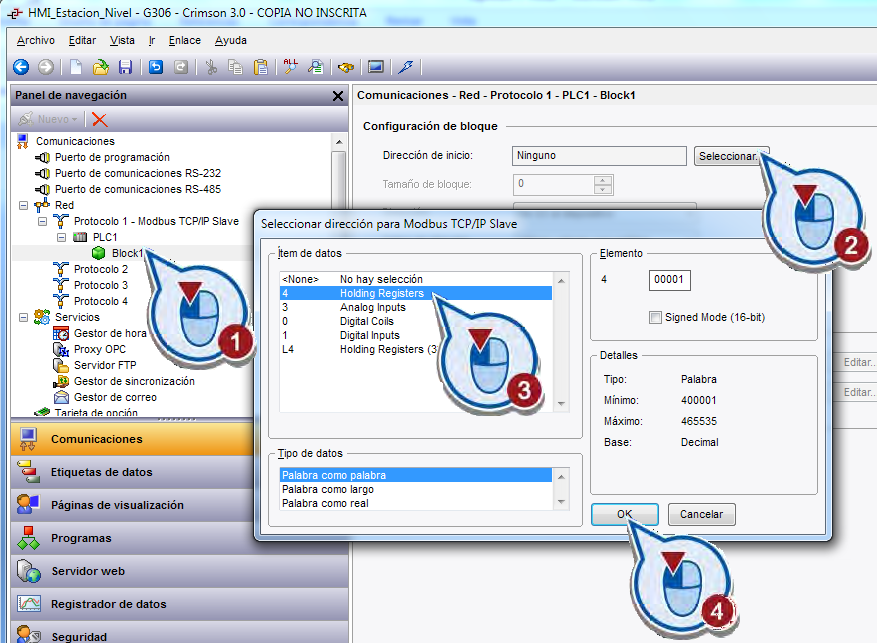 HMI_Estacion_Nivel - G306 - Crimson 3.0 - COPIA NO INSCRITA
Archivo Editar Vista Ir Enlace Ayuda
ALL
Panel de navegación
Nuevo
Comunicaciones
Puerto de programación
Puerto de comunicaciones RS-232
Puerto de comunicaciones RS-485
Red
Protocolo 1 - Modbus TCP/IP Slave
PLC1
Block1
Protocolo 2
Protocolo 3
Protocolo 4
Servicios
Gestor de hora
Proxy OPC
Servidor FTP
Gestor de sincronización
Gestor de correo
Tarjeta de opción
Comunicaciones
Etiquetas de datos
Páginas de visualización
Programas
Servidor web
Registrador de datos
Seguridad
1
Comunicaciones - Red - Protocolo 1 - PLC1 - Block1
Configuración de bloque
Dirección de inicio: Ninguno Seleccionar.
Tamaño de bloque: 0
2
Editar..
Editar..
Seleccionar dirección para Modbus TCP/IP Slave
Ítem de datos
<None> No hay selección
4 Holding Registers
3 Analog Inputs
0 Digital Coils
1 Digital Inputs
L4 Holding Registers (3
3
Tipo de datos
Palabra como palabra
Palabra como largo
Palabra como real
Elemento
4 00001
Signed Mode (16-bit)
Detalles
Tipo: Palabra
Mínimo: 400001
Máximo: 465535
Base: Decimal
OK Cancelar
4